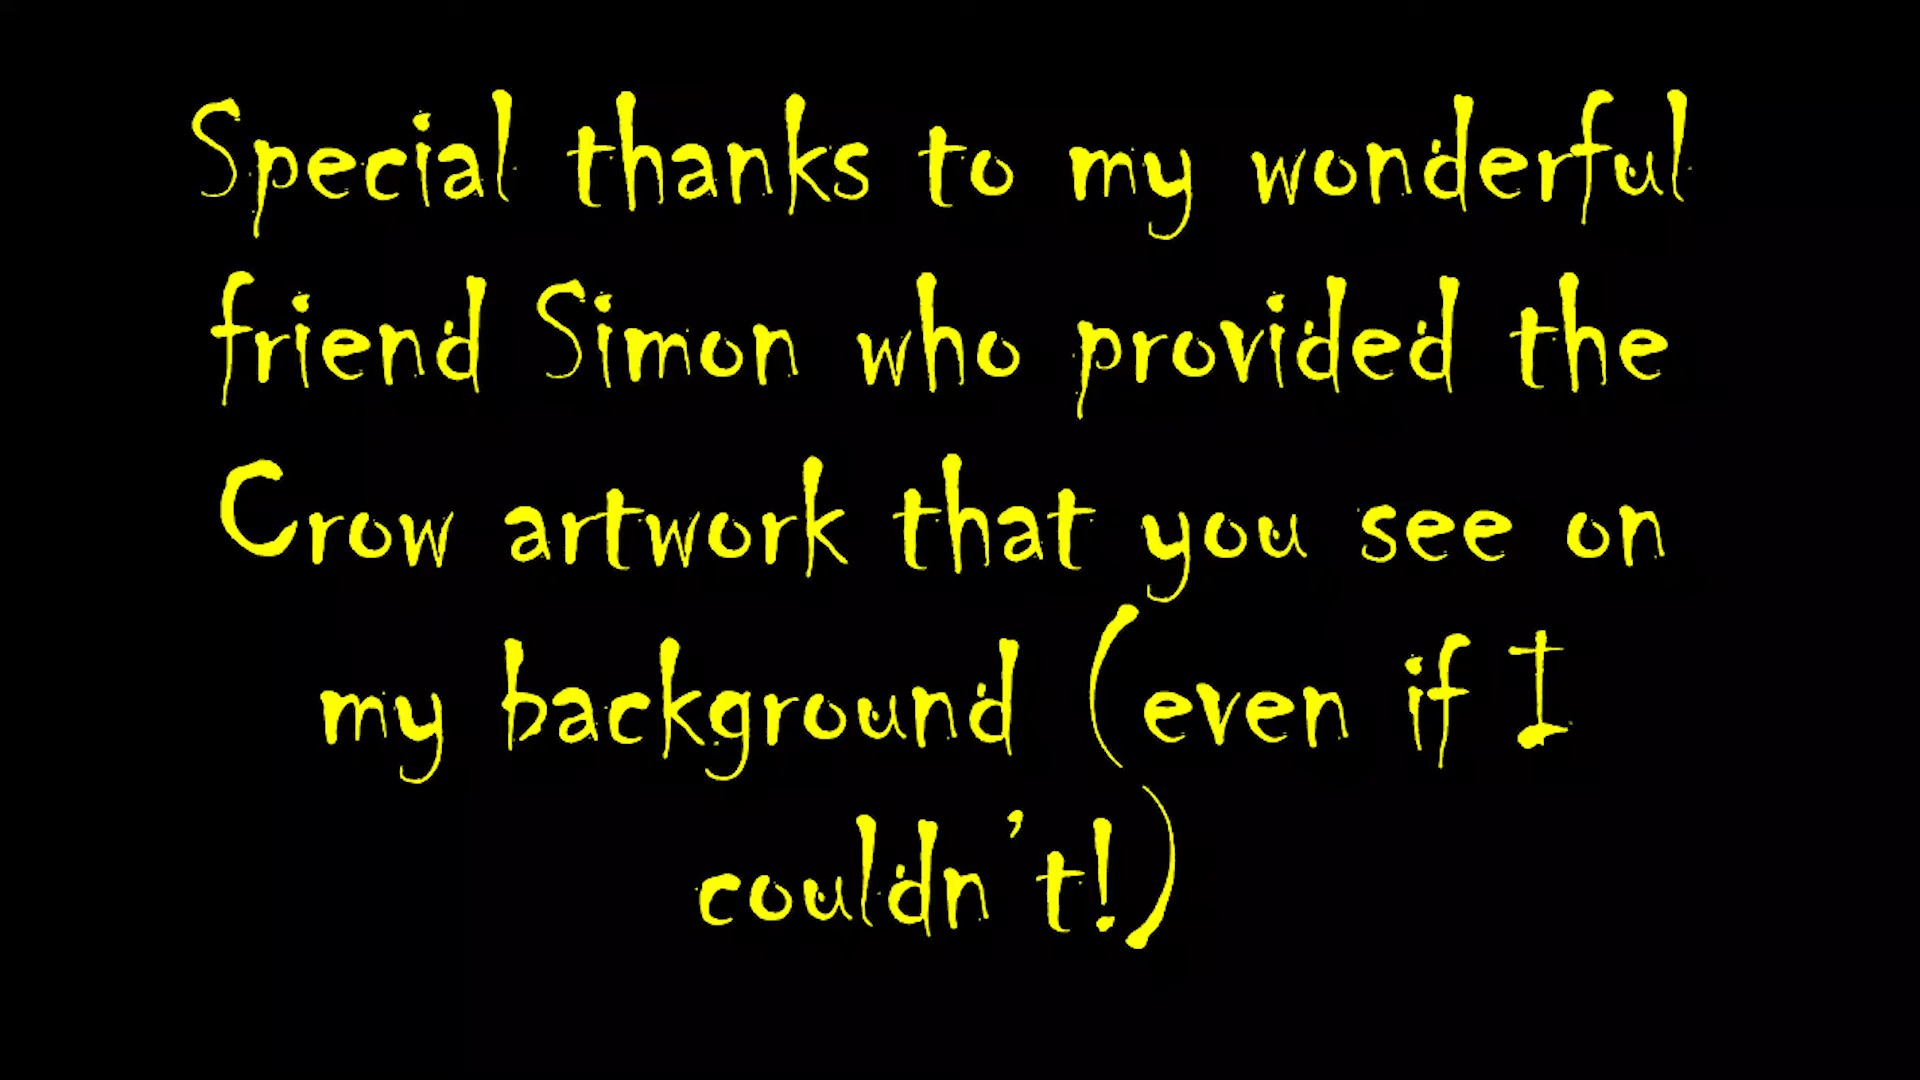 Special thanks to my wonderful
friend Simon who provided the
Crow artwork that you see on
my background (even if I
couldn't!)